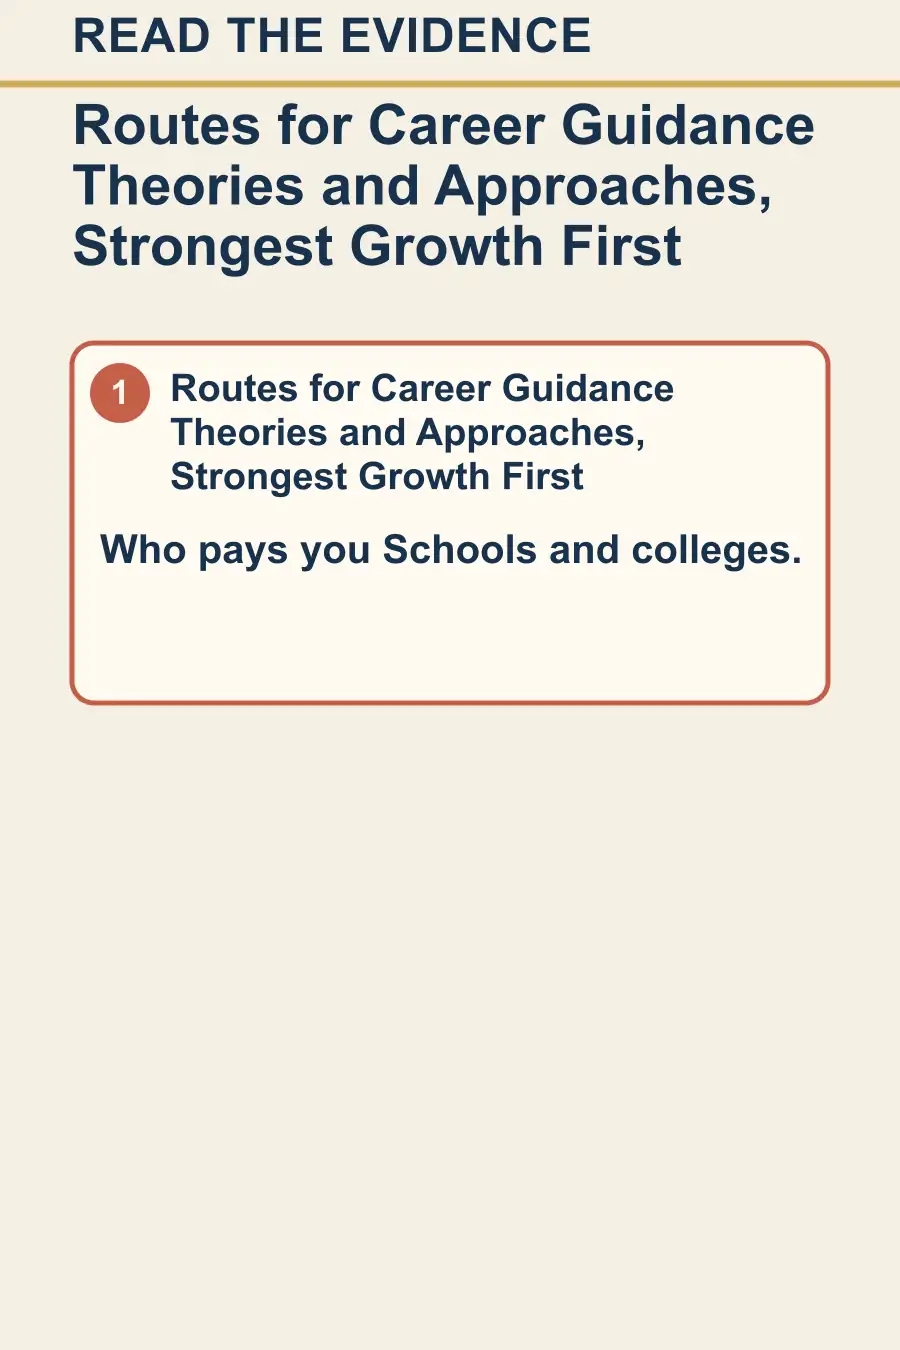 READ THE EVIDENCE
Routes for Career Guidance
Theories and Approaches,
Strongest Growth First
1
Routes for Career Guidance
Theories and Approaches,
Strongest Growth First
Who pays you Schools and colleges.